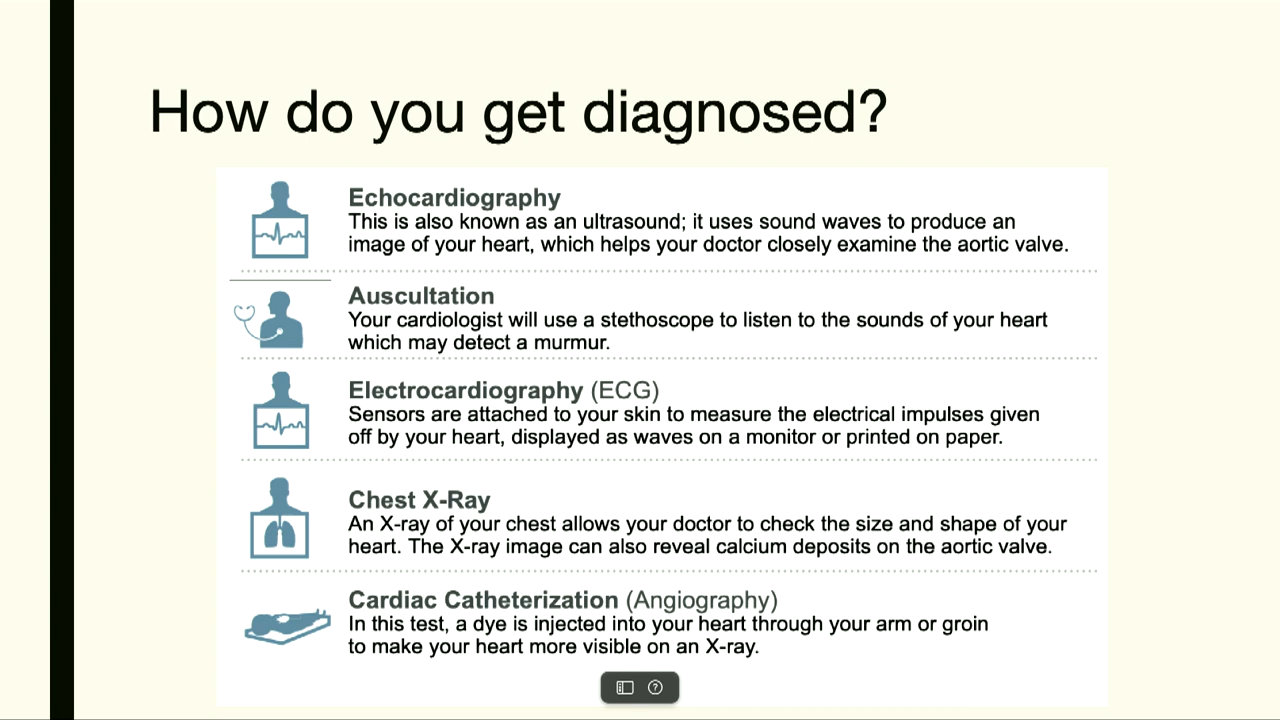 How do you get diagnosed?
Echocardiography
This is also known as an ultrasound; it uses sound waves to produce an
image of your heart, which helps your doctor closely examine the aortic valve.
Auscultation
Your cardiologist will use a stethoscope to listen to the sounds of your heart
which may detect a murmur.
Electrocardiography (ECG)
Sensors are attached to your skin to measure the electrical impulses given
off by your heart, displayed as waves on a monitor or printed on paper.
Chest X-Ray
An X-ray of your chest allows your doctor to check the size and shape of your
heart. The X-ray image can also reveal calcium deposits on the aortic valve.
Cardiac Catheterization (Angiography)
In this test, a dye is injected into your heart through your arm or groin
to make your heart more visible on an X-ray.